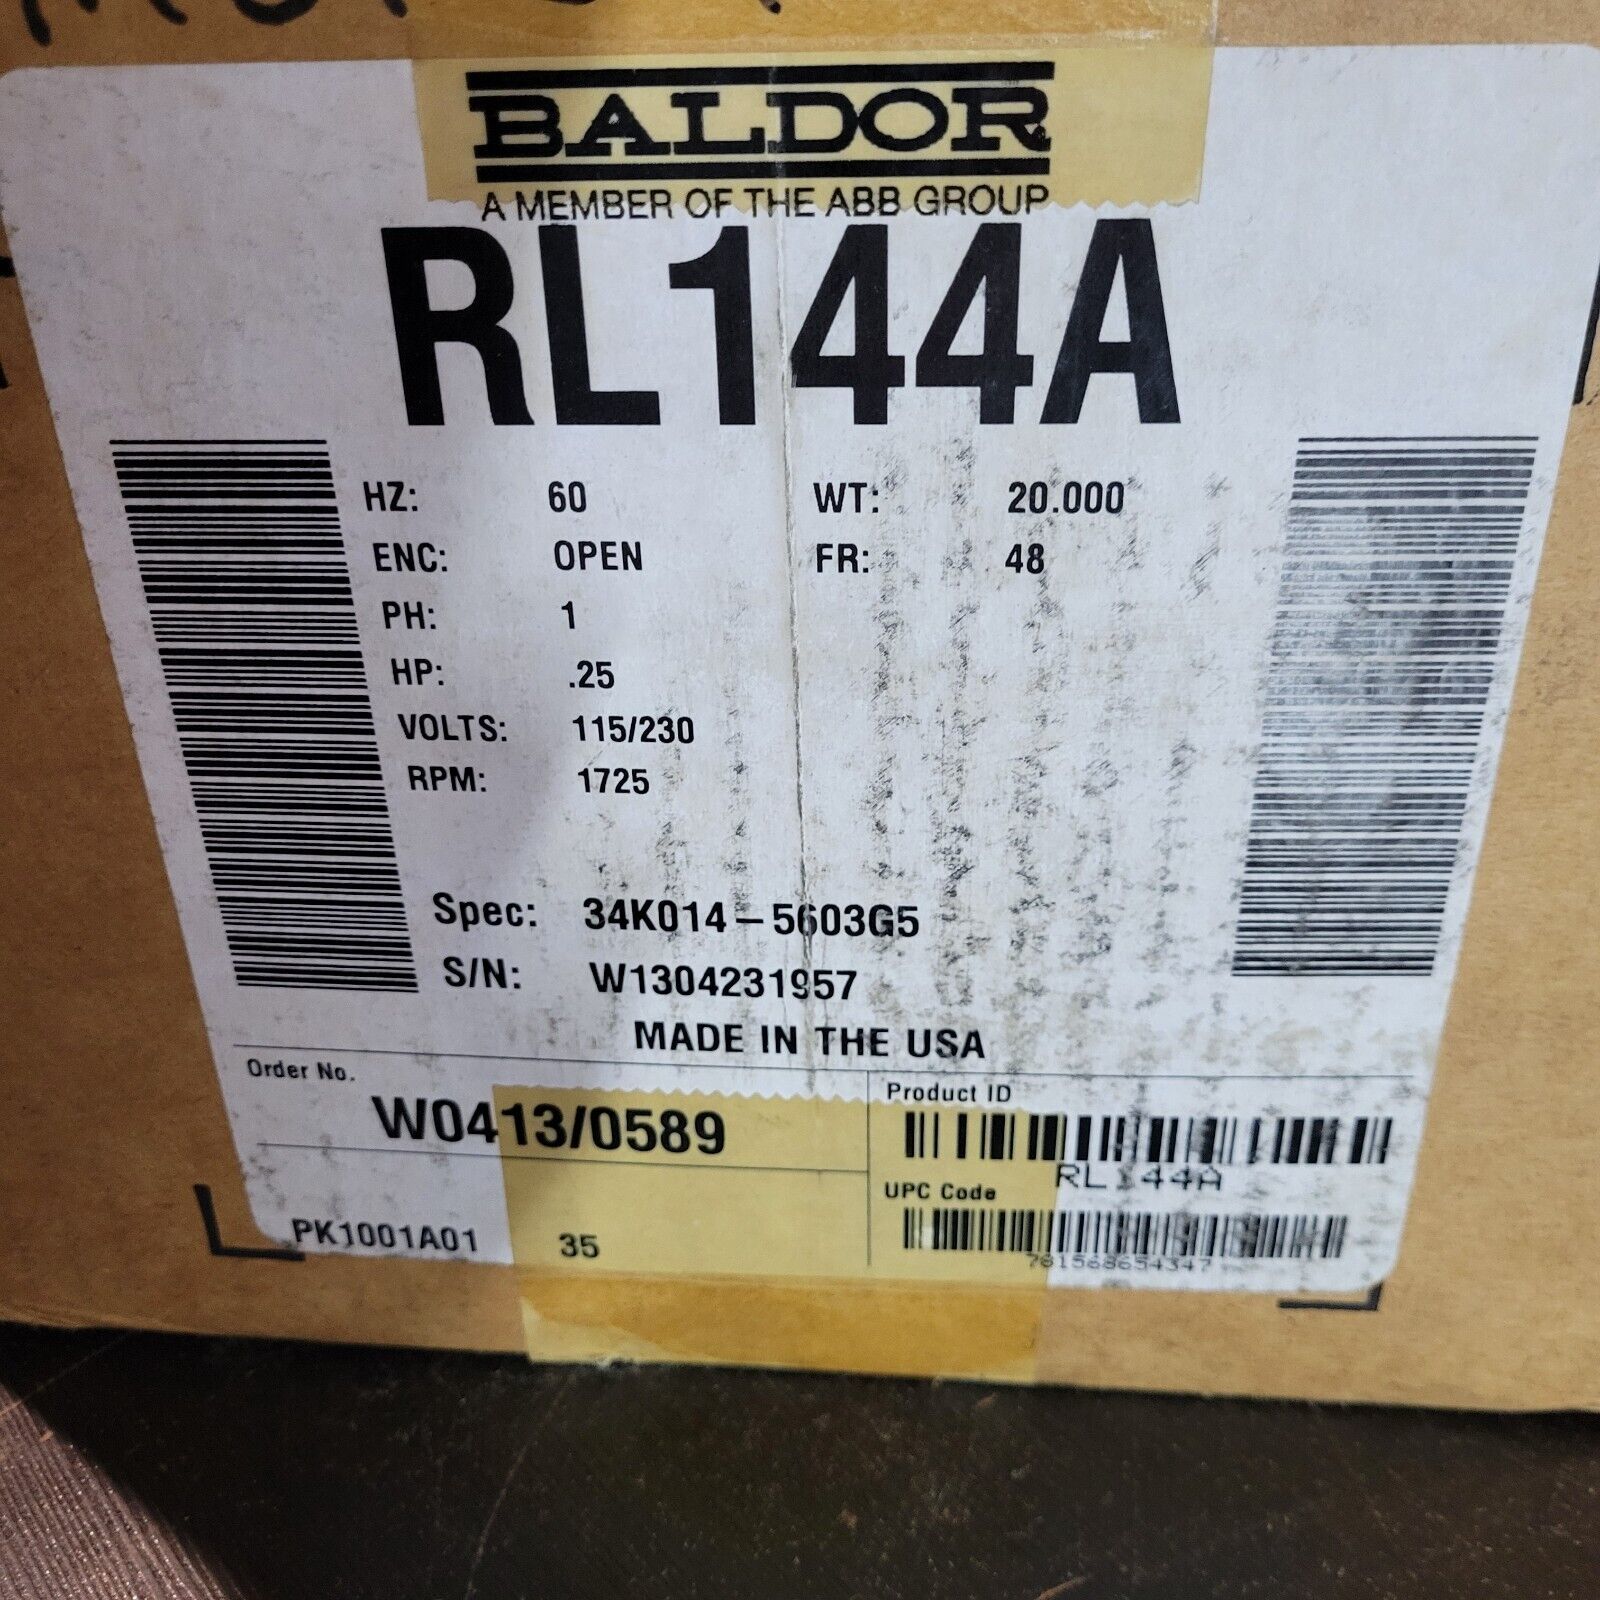 BALDOR
A MEMBER OF THE ABB GROUP
RL144A
HZ: 60 WT: 20.000
ENC: OPEN FR: 48
PH: 1
HP: .25
VOLTS: 115/230
RPM: 1725
Spec: 34K014-5603G5
S/N: W1304231957
MADE IN THE USA
Order No.
W0413/0589
Product ID
RL144A
UPC Code
781568654347
PK1001A01 35